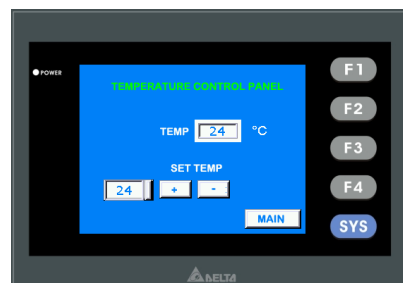 POWER
TEMPERATURE CONTROL PANEL
TEMP 24 °C
SET TEMP
24 + -
MAIN
F1
F2
F3
F4
SYS
DELTA